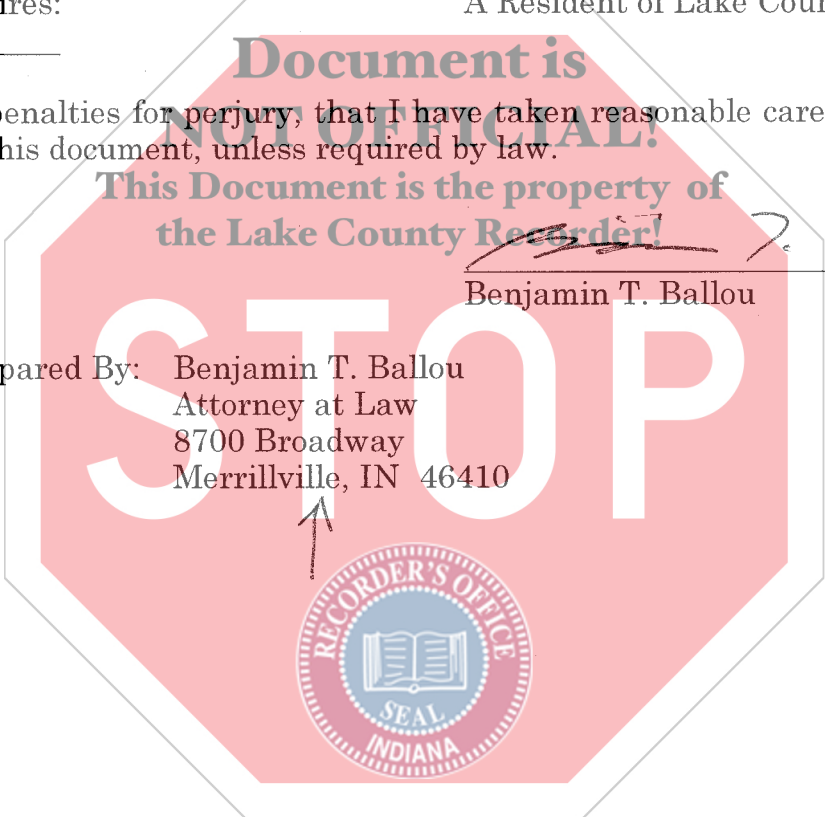 ires:
A Resident of Lake Coun
Document is
penalties for perjury, that I have taken reasonable care
NOT OFFICIAL!
his document, unless required by law.
This Document is the property of
the Lake County Recorder!
Benjamin T. Ballou
STOP
pared By: Benjamin T. Ballou
Attorney at Law
8700 Broadway
Merrillville, IN 46410
RECORDER'S OFFICE
SEAL
INDIANA